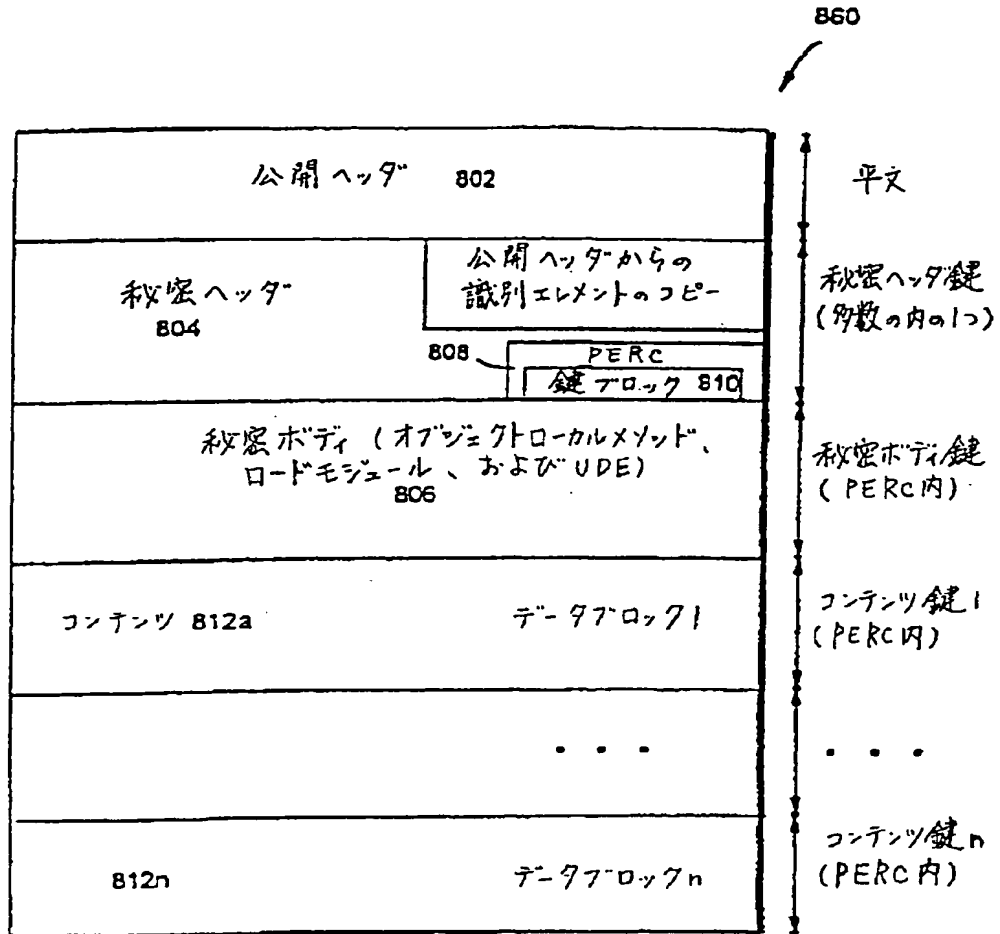 860
公開ヘッダ 802
平文
秘密ヘッダ
804
公開ヘッダからの
識別エレメントのコピー
808
PERC
鍵ブロック 810
秘密ヘッダ鍵
(多数の内の1つ)
秘密ボディ (オブジェクトローカルメソッド、
ロードモジュール、およびUDE)
806
秘密ボディ鍵
(PERC内)
コンテンツ 812a
データブロック1
コンテンツ鍵1
(PERC内)
• • •
• • •
812n
データブロックn
コンテンツ鍵n
(PERC内)